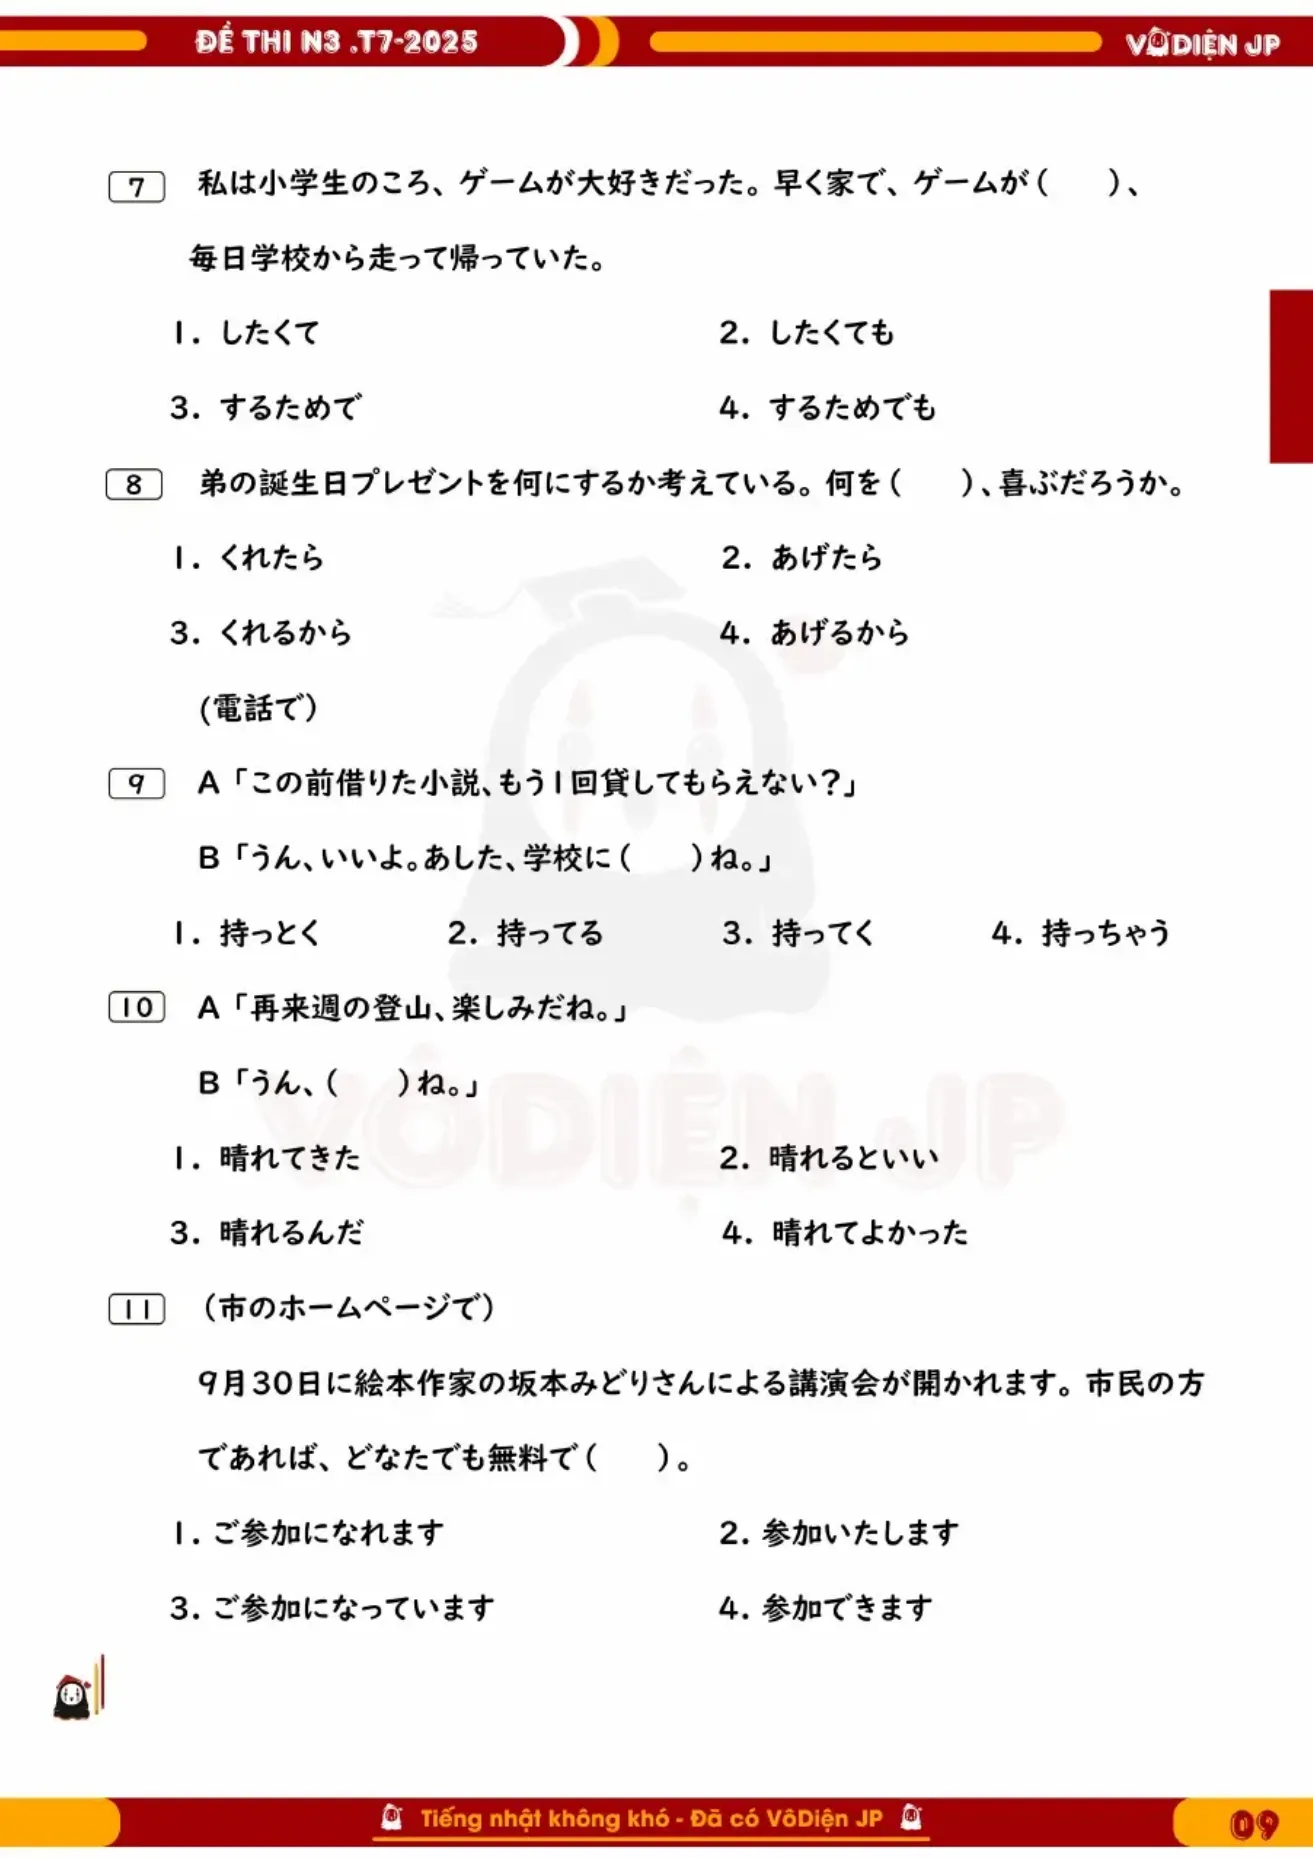 ĐỀ THI N3 .T7-2025
VÔDIỆN JP
7 私は小学生のころ、ゲームが大好きだった。早く家で、ゲームが(　　)、
毎日学校から走って帰っていた。
1. したくて 2. したくても
3. するためで 4. するためでも
8 弟の誕生日プレゼントを何にするか考えている。何を(　　)、喜ぶだろうか。
1. くれたら 2. あげたら
3. くれるから 4. あげるから
(電話で)
9 A「この前借りた小説、もう1回貸してもらえない?」
B「うん、いいよ。あした、学校に(　　)ね。」
1. 持っとく 2. 持ってる 3. 持ってく 4. 持っちゃう
10 A「再来週の登山、楽しみだね。」
B「うん、(　　)ね。」
VÔDIỆN JP
1. 晴れてきた 2. 晴れるといい
3. 晴れるんだ 4. 晴れてよかった
11 (市のホームページで)
9月30日に絵本作家の坂本みどりさんによる講演会が開かれます。市民の方
であれば、どなたでも無料で(　　)。
1. ご参加になれます 2. 参加いたします
3. ご参加になっています 4. 参加できます
Tiếng nhật không khó - Đã có VôDiện JP
09